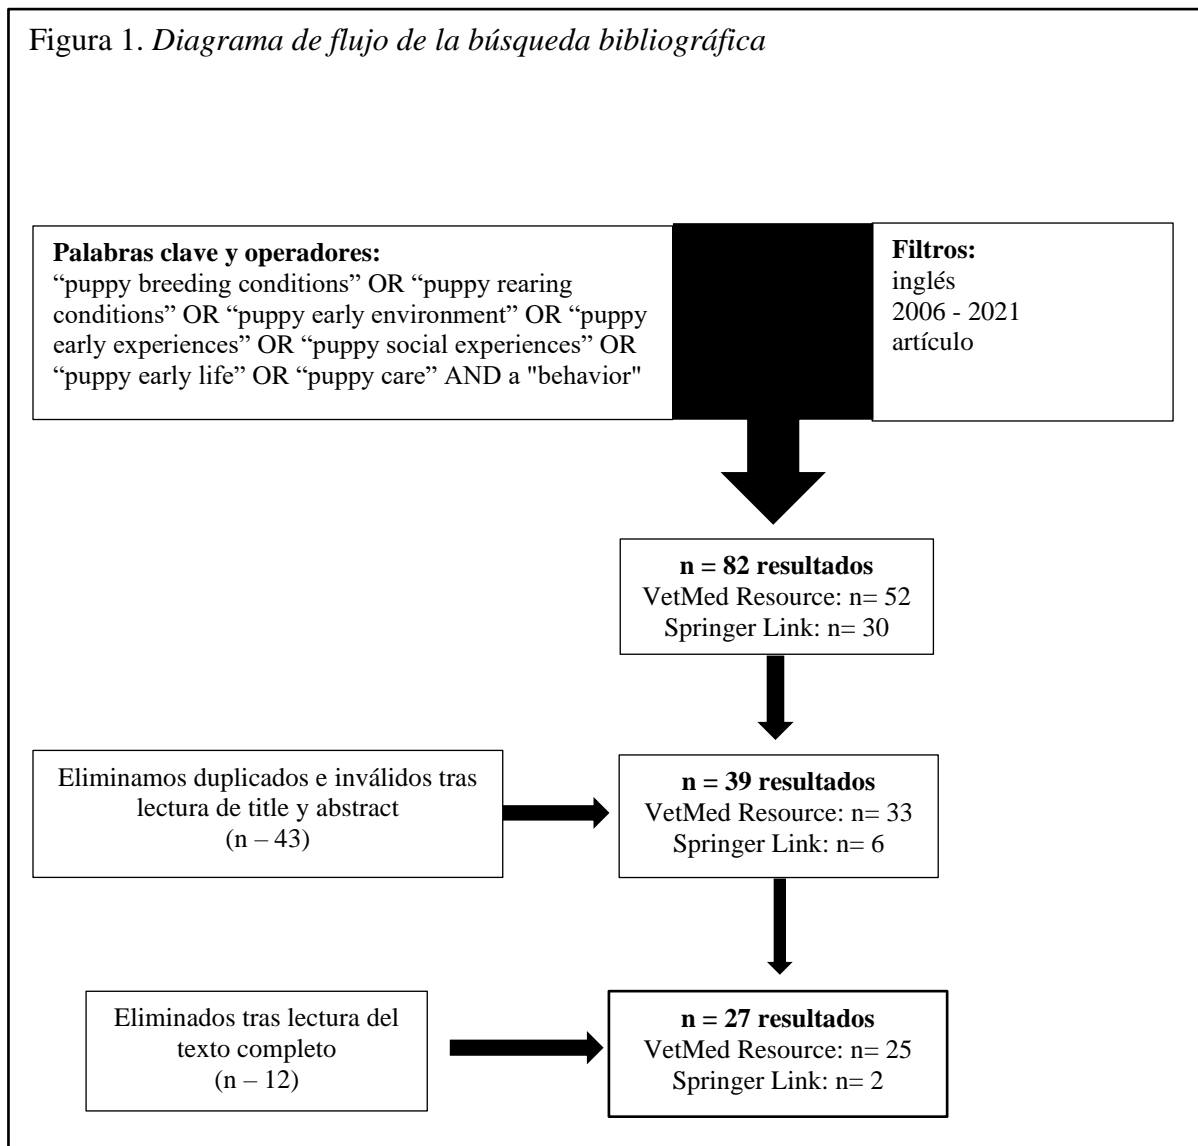 Figura 1. Diagrama de flujo de la búsqueda bibliográfica
Palabras clave y operadores:
“puppy breeding conditions” OR “puppy rearing
conditions” OR “puppy early environment” OR “puppy
early experiences” OR “puppy social experiences” OR
“puppy early life” OR “puppy care” AND a "behavior"
Filtros:
inglés
2006 - 2021
artículo
n = 82 resultados
VetMed Resource: n= 52
Springer Link: n= 30
Eliminamos duplicados e inválidos tras
lectura de title y abstract
(n – 43)
n = 39 resultados
VetMed Resource: n= 33
Springer Link: n= 6
Eliminados tras lectura del
texto completo
(n – 12)
n = 27 resultados
VetMed Resource: n= 25
Springer Link: n= 2